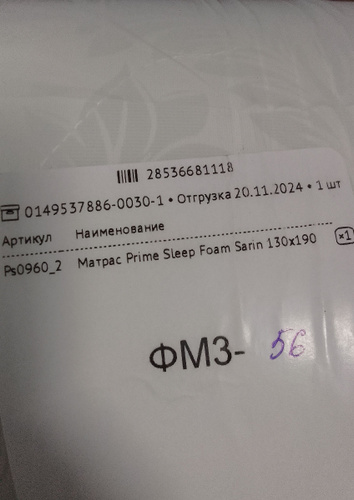 28536681118
0149537886-0030-1 • Отгрузка 20.11.2024 • 1 шт
Артикул Наименование
Ps0960_2 Матрас Prime Sleep Foam Sarin 130x190 x1
ФМЗ- 56